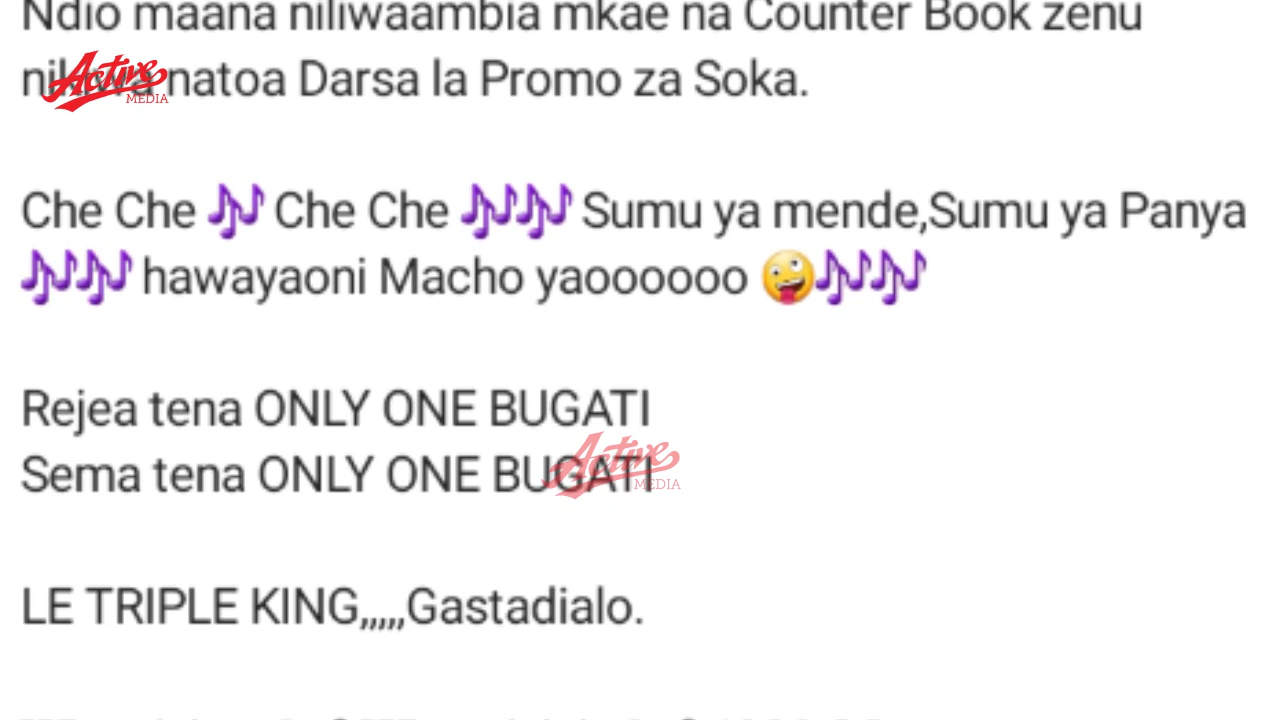 Ndio maana niliwaambia mkae na Counter Book zenu
nikiwa natoa Darsa la Promo za Soka.
Active
MEDIA
Che Che 🎶 Che Che 🎶🎶 Sumu ya mende,Sumu ya Panya
🎶🎶 hawayaoni Macho yaoooooo 🤪🎶🎶
Rejea tena ONLY ONE BUGATI
Sema tena ONLY ONE BUGATI
Active
MEDIA
LE TRIPLE KING,,,,,Gastadialo.